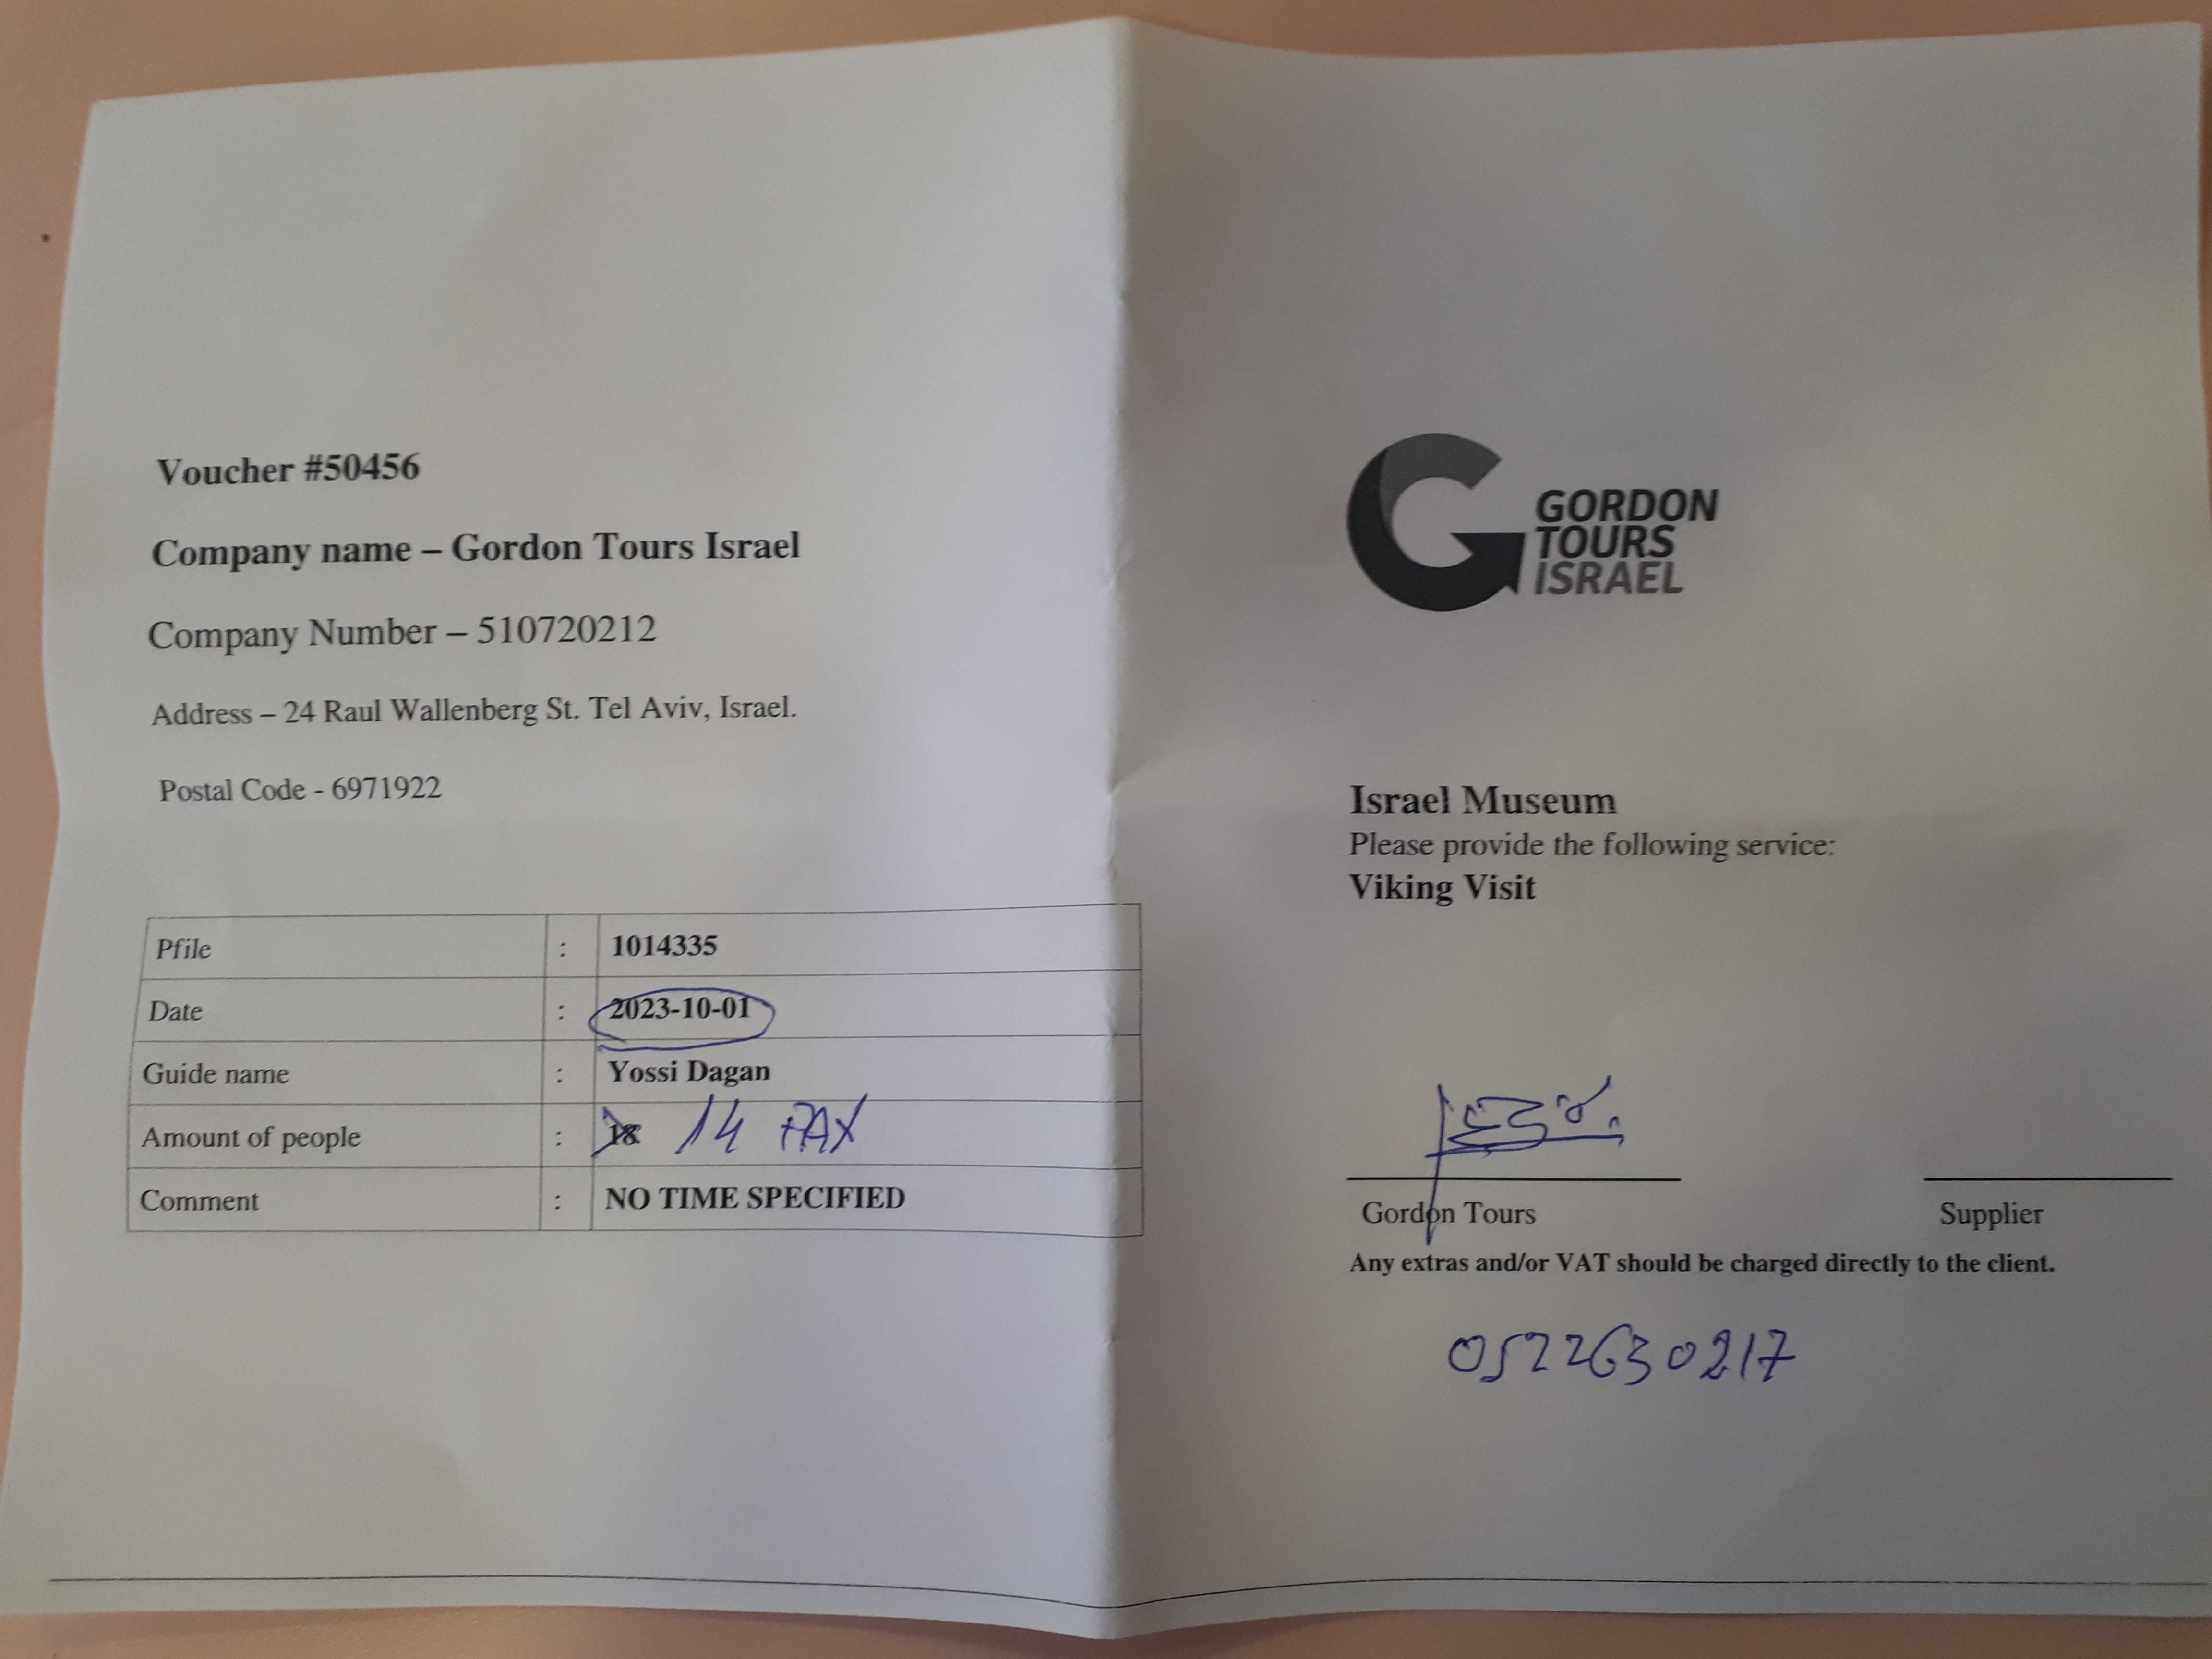 Voucher #50456
Company name – Gordon Tours Israel
Company Number – 510720212
Address – 24 Raul Wallenberg St. Tel Aviv, Israel.
Postal Code - 6971922
Pfile : 1014335
Date : 2023-10-01
Guide name : Yossi Dagan
Amount of people : 18 14 PAX
Comment : NO TIME SPECIFIED
GORDON
TOURS
ISRAEL
Israel Museum
Please provide the following service:
Viking Visit
Gordon Tours
Supplier
Any extras and/or VAT should be charged directly to the client.
0522630217